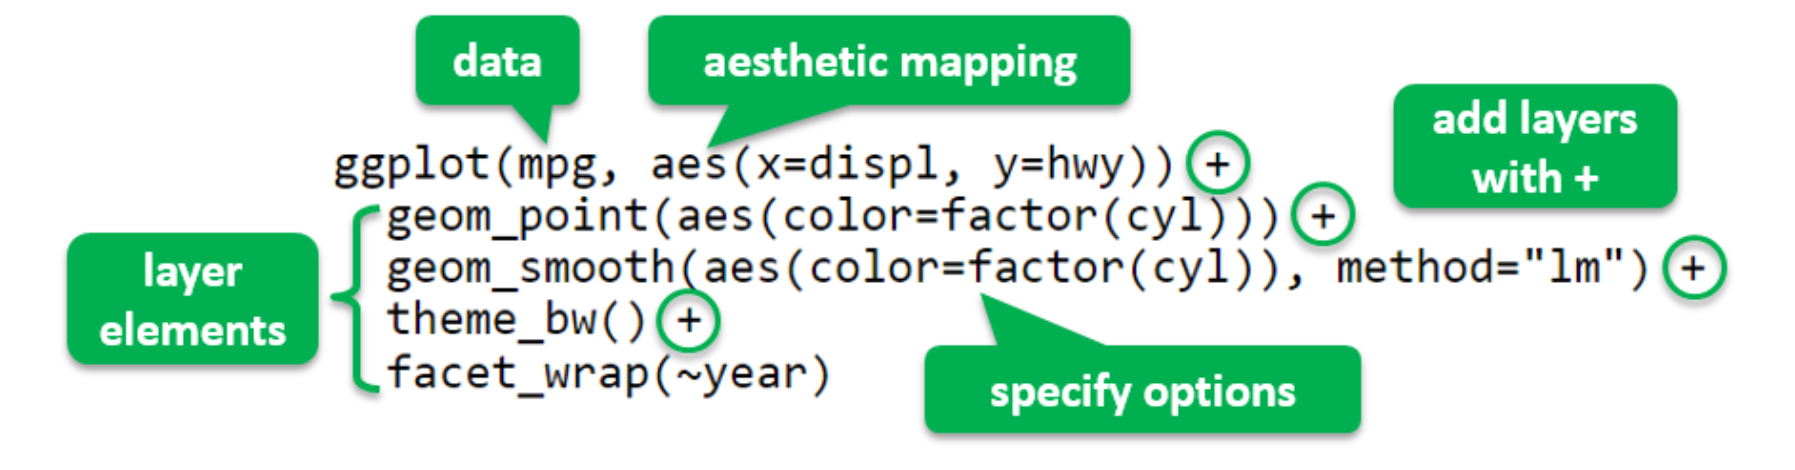 data
aesthetic mapping
add layers
with +
ggplot(mpg, aes(x=displ, y=hwy)) +
geom_point(aes(color=factor(cyl))) +
geom_smooth(aes(color=factor(cyl)), method="lm") +
theme_bw() +
facet_wrap(~year)
layer
elements
specify options